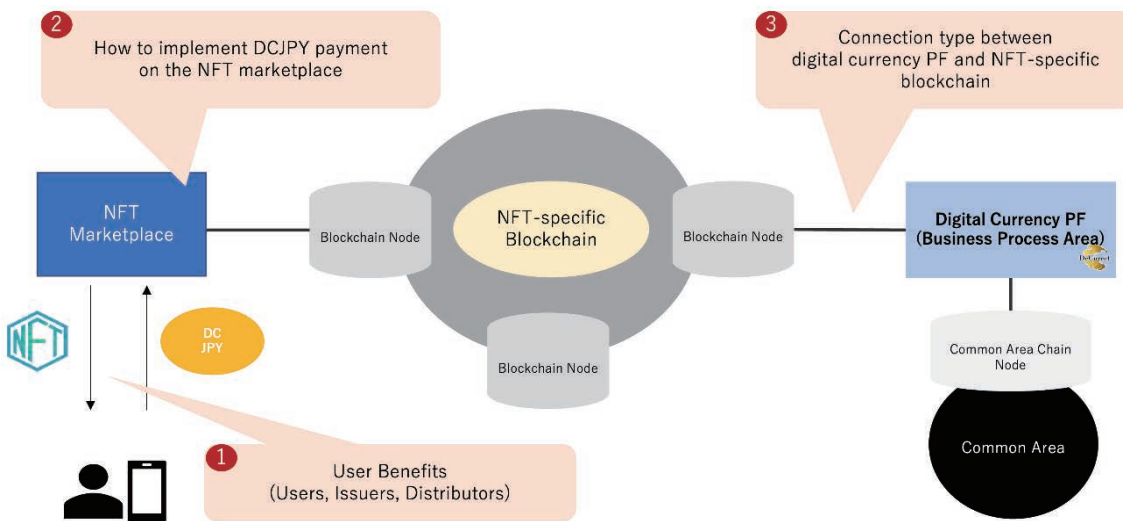 2
How to implement DCJPY payment
on the NFT marketplace
3
Connection type between
digital currency PF and NFT-specific
blockchain
NFT
Marketplace
Blockchain Node
NFT-specific
Blockchain
Blockchain Node
Digital Currency PF
(Business Process Area)
DeCurret
NFT
DC
JPY
Blockchain Node
Common Area Chain
Node
Common Area
1
User Benefits
(Users, Issuers, Distributors)